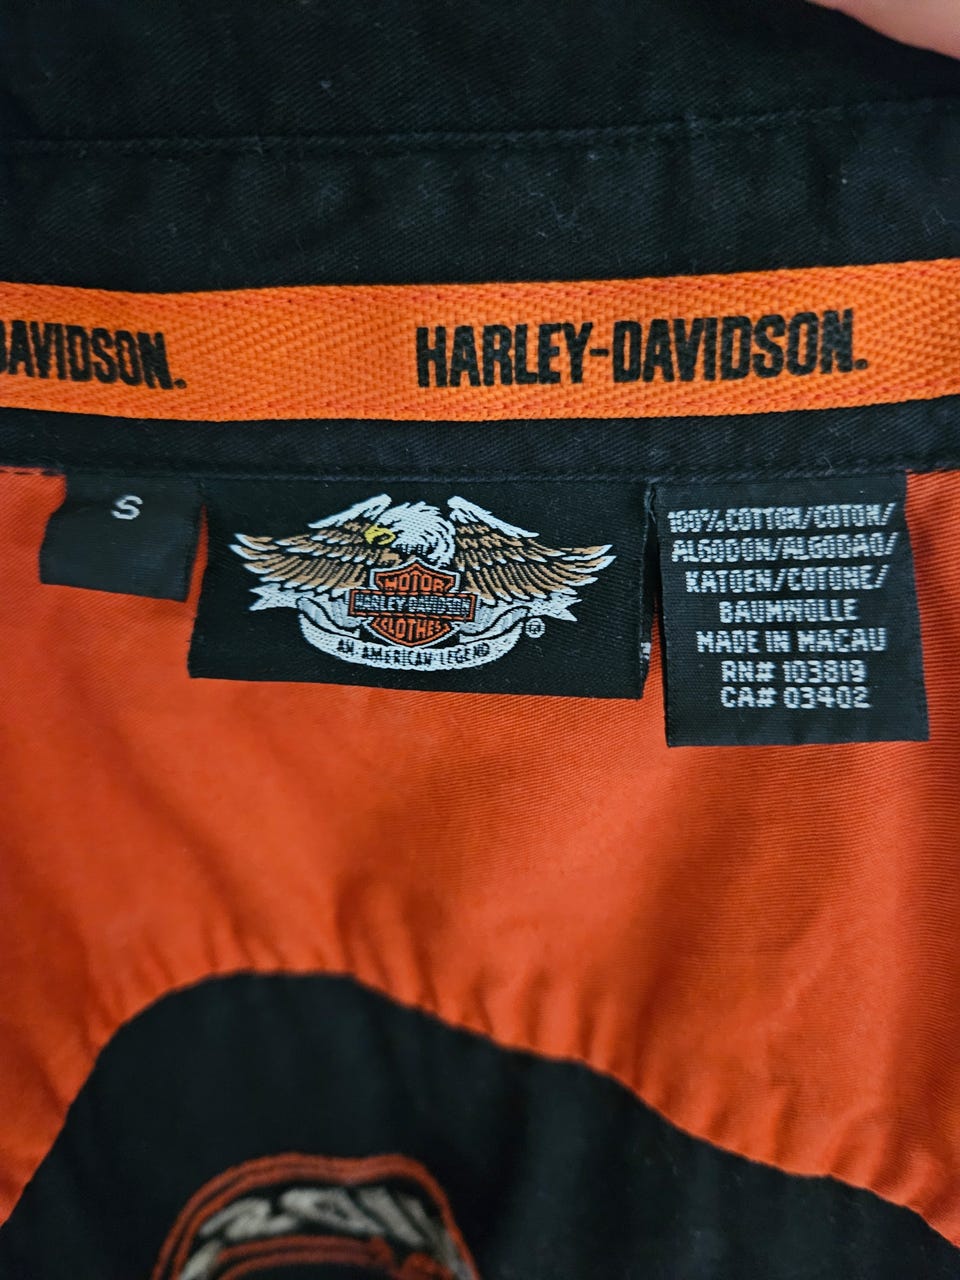 DAVIDSON.
HARLEY-DAVIDSON.
S
MOTOR
HARLEY-DAVIDSON
CLOTHES
AN AMERICAN LEGEND
®
100% COTTON/COTON/
ALGODON/ALGODAO/
KATOEN/COTONE/
BAUMWOLLE
MADE IN MACAU
RN# 103819
CA# 03402